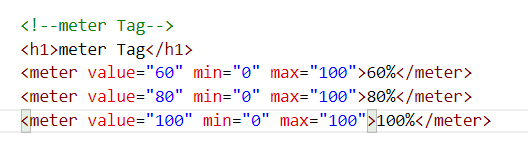 <!--meter Tag-->
<h1>meter Tag</h1>
<meter value="60" min="0" max="100">60%</meter>
<meter value="80" min="0" max="100">80%</meter>
<meter value="100" min="0" max="100">100%</meter>